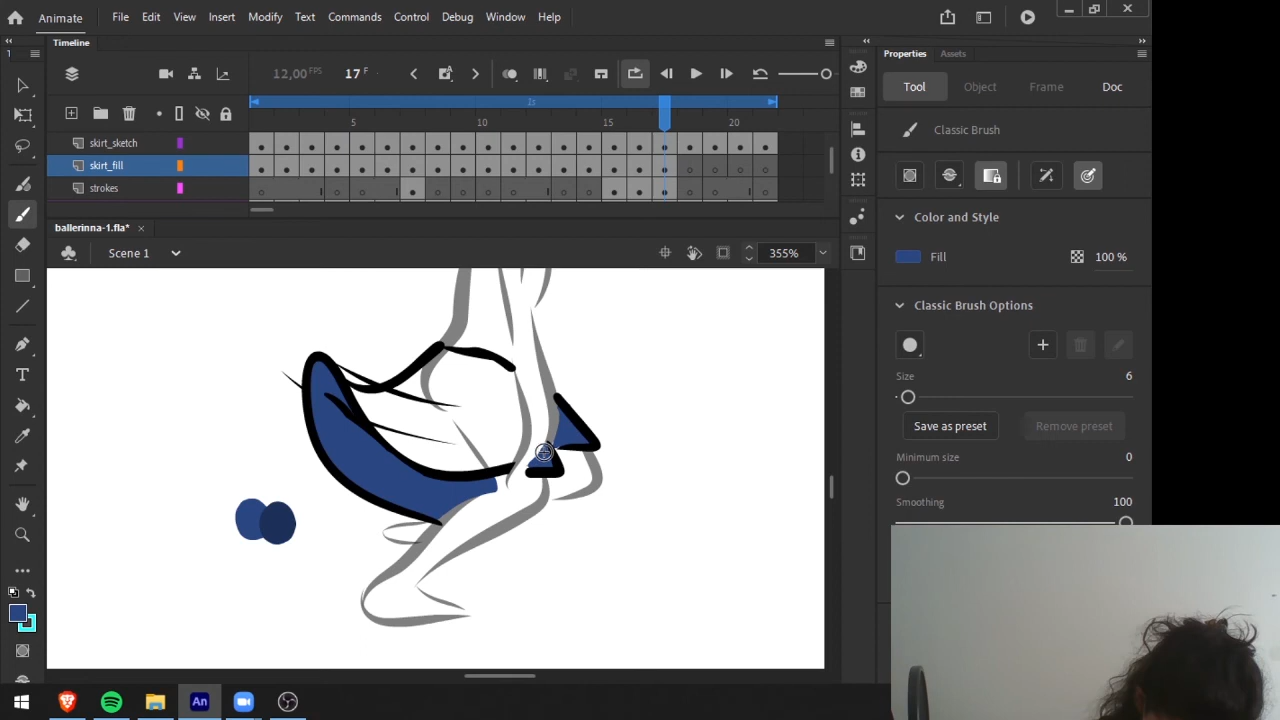 Animate
File Edit View Insert Modify Text Commands Control Debug Window Help
Timeline
Properties Assets
12,00 FPS 17 F
Tool Object Frame Doc
1s
5 10 15 20
Classic Brush
skirt_sketch
skirt_fill
strokes
ballerinna-1.fla*
Color and Style
Scene 1 355%
Fill 100 %
Classic Brush Options
Size 6
Save as preset Remove preset
Minimum size 0
Smoothing 100
T
An